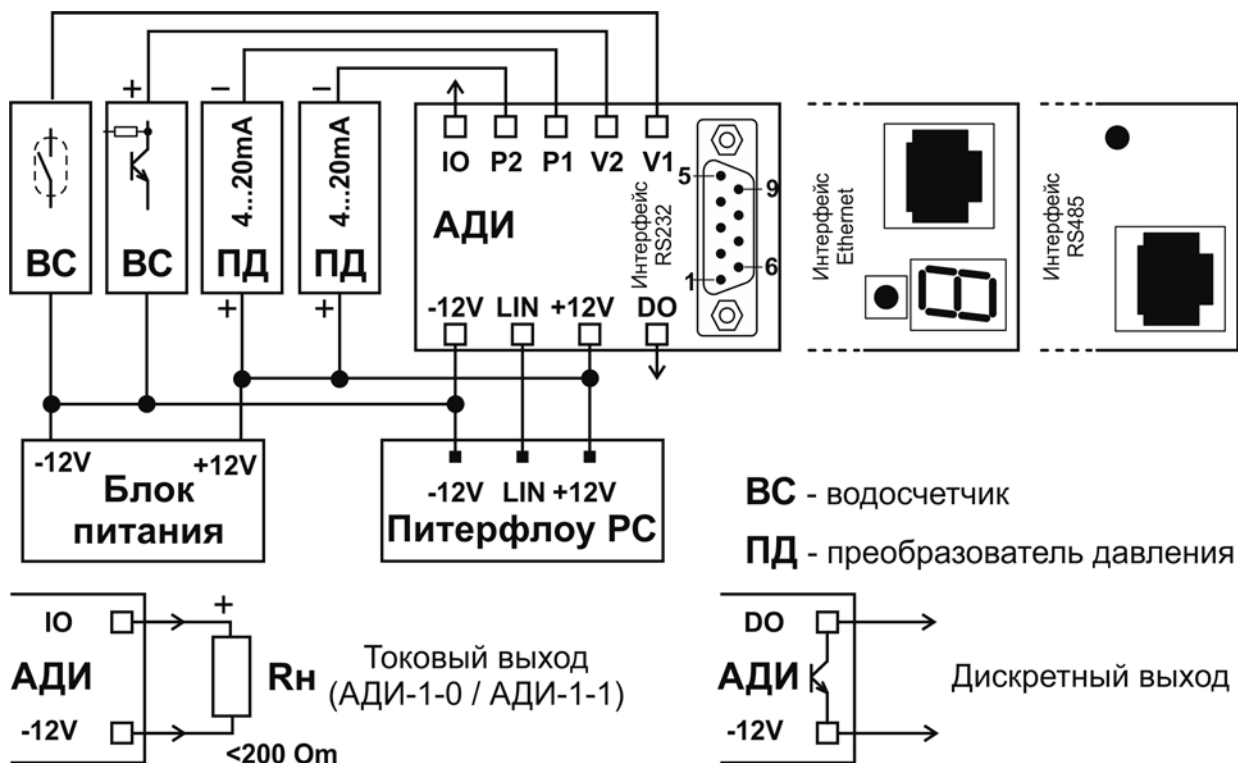 + − −
4...20mA
4...20mA
ВС
ВС
ПД
ПД
+ +
IO P2 P1 V2 V1
АДИ
Интерфейс
RS232
5
9
6
1
-12V LIN +12V DO
Интерфейс
Ethernet
Интерфейс
RS485
-12V +12V
Блок
питания
-12V LIN +12V
Питерфлоу РС
ВС - водосчетчик
ПД - преобразователь давления
IO
АДИ
-12V
+
Rн
<200 Om
Токовый выход
(АДИ-1-0 / АДИ-1-1)
DO
АДИ
-12V
Дискретный выход